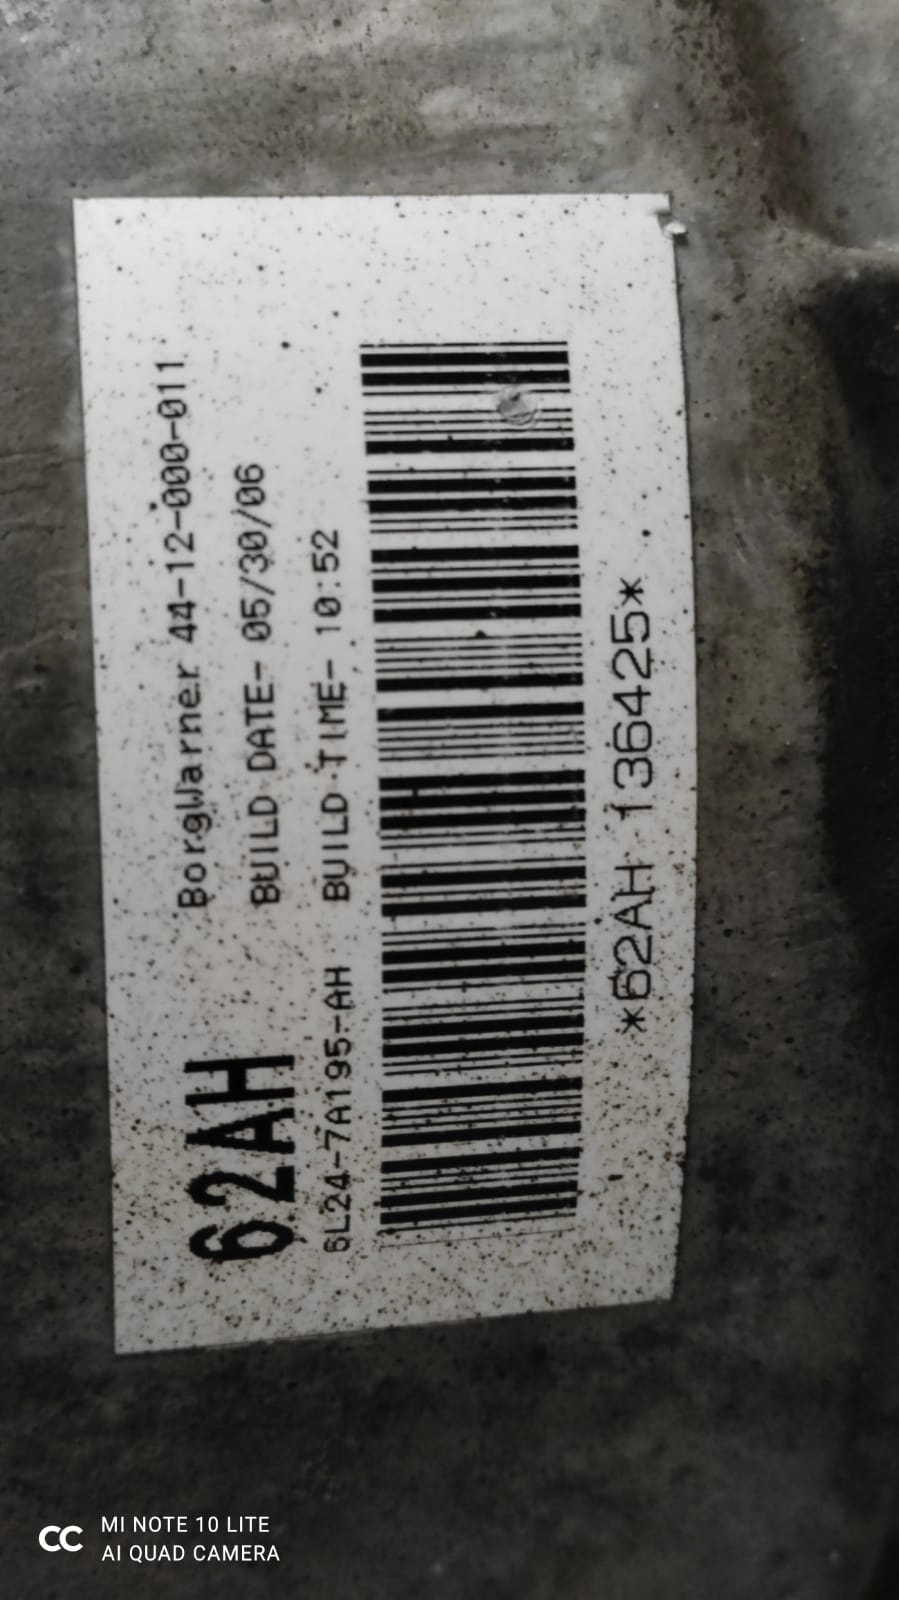 BorgWarner 44-12-000-011
BUILD DATE- 05/30/06
62AH
BUILD TIME- 10:52
6L24-7A195-AH
*62AH 136425*
MI NOTE 10 LITE
AI QUAD CAMERA